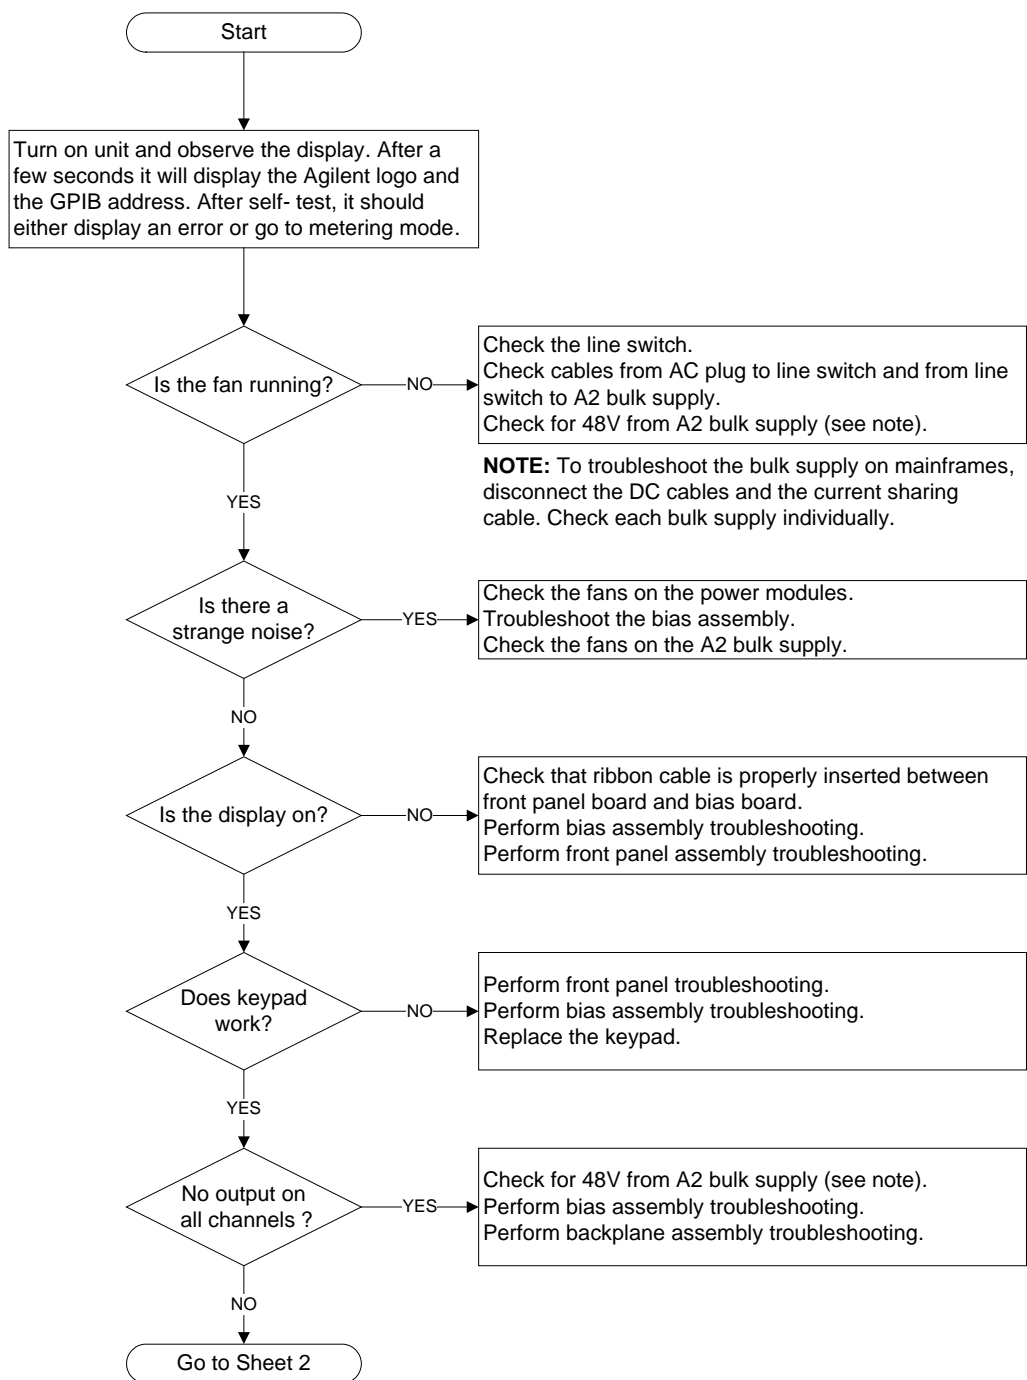 Start
Turn on unit and observe the display. After a
few seconds it will display the Agilent logo and
the GPIB address. After self- test, it should
either display an error or go to metering mode.
Is the fan running?
NO
Check the line switch.
Check cables from AC plug to line switch and from line
switch to A2 bulk supply.
Check for 48V from A2 bulk supply (see note).
NOTE: To troubleshoot the bulk supply on mainframes,
disconnect the DC cables and the current sharing
cable. Check each bulk supply individually.
YES
Is there a
strange noise?
YES
Check the fans on the power modules.
Troubleshoot the bias assembly.
Check the fans on the A2 bulk supply.
NO
Is the display on?
NO
Check that ribbon cable is properly inserted between
front panel board and bias board.
Perform bias assembly troubleshooting.
Perform front panel assembly troubleshooting.
YES
Does keypad
work?
NO
Perform front panel troubleshooting.
Perform bias assembly troubleshooting.
Replace the keypad.
YES
No output on
all channels ?
YES
Check for 48V from A2 bulk supply (see note).
Perform bias assembly troubleshooting.
Perform backplane assembly troubleshooting.
NO
Go to Sheet 2